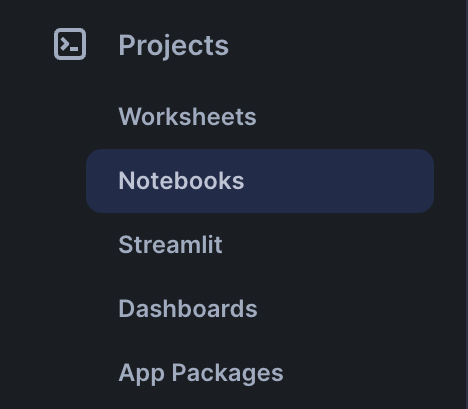 Projects
Worksheets
Notebooks
Streamlit
Dashboards
App Packages